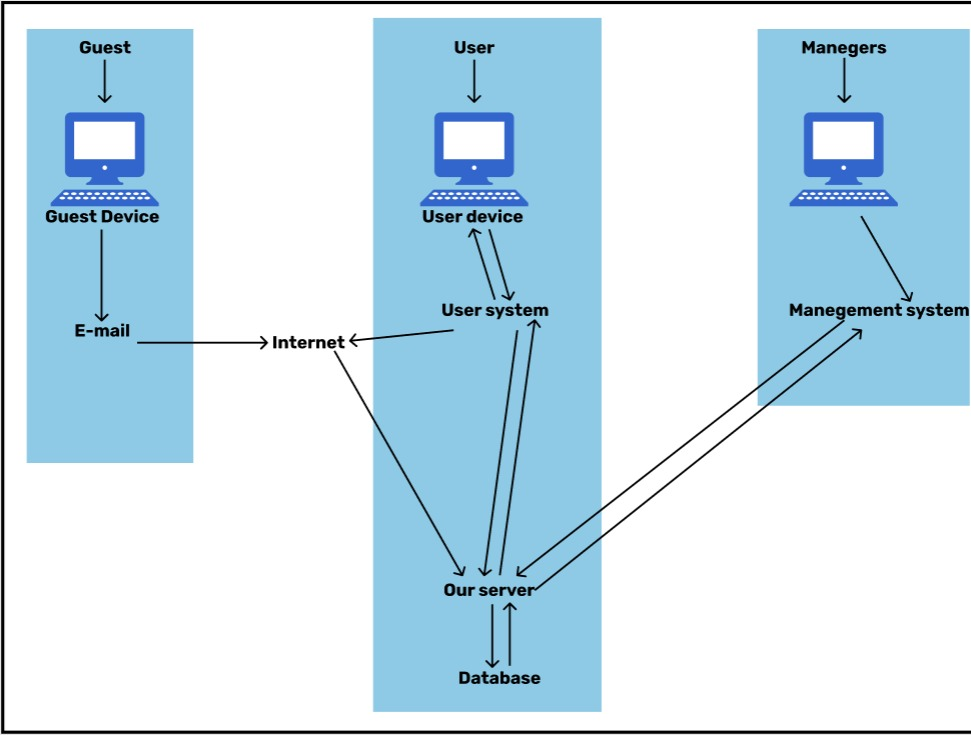 Guest
User
Manegers
Guest Device
User device
E-mail
Internet
User system
Manegement system
Our server
Database